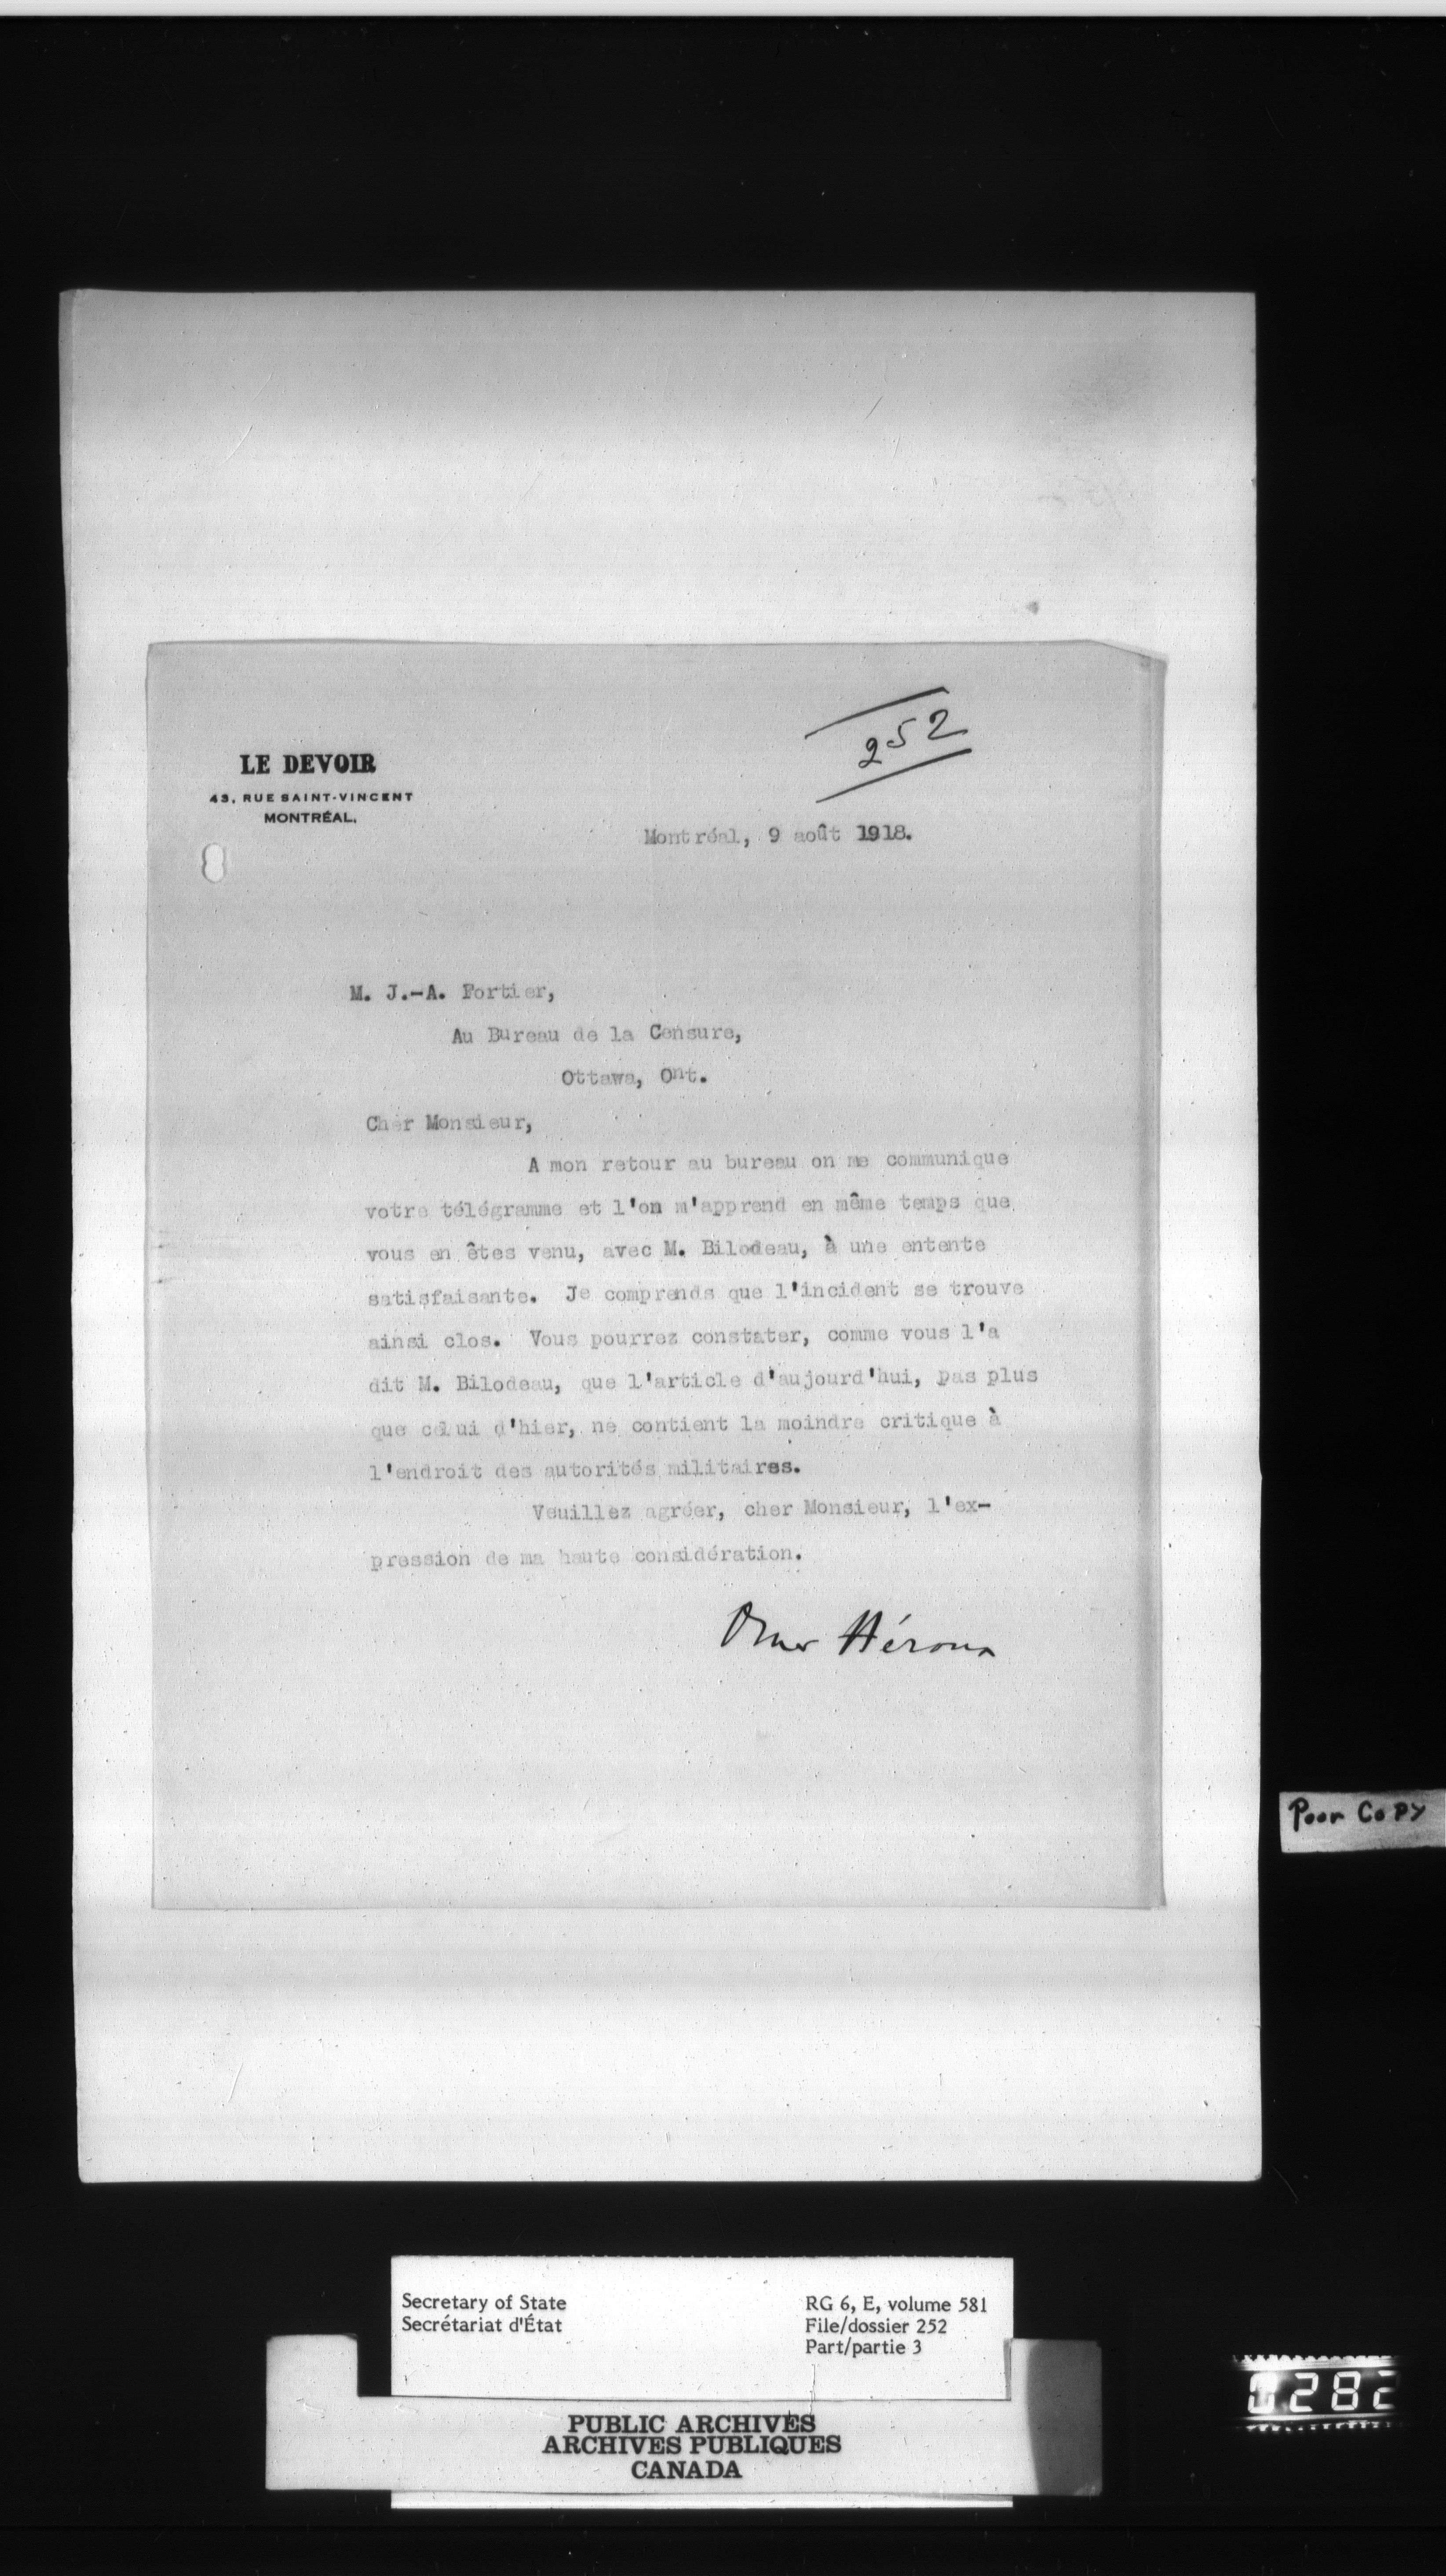 252
LE DEVOIR
43, RUE SAINT-VINCENT
MONTRÉAL.
Montréal, 9 août 1918.
M. J.-A. Fortier,
Au Bureau de la Censure,
Ottawa, Ont.
Cher Monsieur,
A mon retour au bureau on me communique
votre télégramme et l'on m'apprend en même temps que
vous en êtes venu, avec M. Bilodeau, à une entente
satisfaisante. Je comprends que l'incident se trouve
ainsi clos. Vous pourrez constater, comme vous l'a
dit M. Bilodeau, que l'article d'aujourd'hui, pas plus
que celui d'hier, ne contient la moindre critique à
l'endroit des autorités militaires.
Veuillez agréer, cher Monsieur, l'ex-
pression de ma haute considération.
Omer Héroux
Poor Copy
Secretary of State
Secrétariat d'État
RG 6, E, volume 581
File/dossier 252
Part/partie 3
PUBLIC ARCHIVES
ARCHIVES PUBLIQUES
CANADA
0282